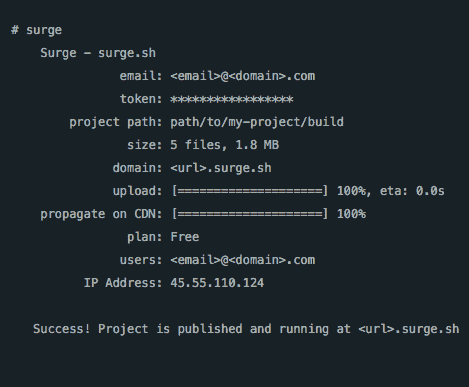 # surge
Surge - surge.sh
email: <email>@<domain>.com
token: *****************
project path: path/to/my-project/build
size: 5 files, 1.8 MB
domain: <url>.surge.sh
upload: [====================] 100%, eta: 0.0s
propagate on CDN: [====================] 100%
plan: Free
users: <email>@<domain>.com
IP Address: 45.55.110.124
Success! Project is published and running at <url>.surge.sh